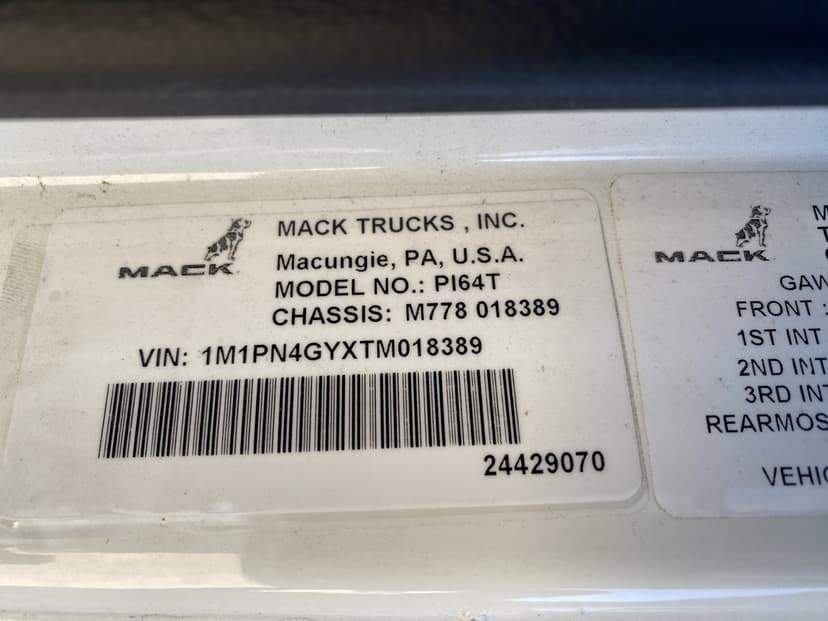 MACK
MACK TRUCKS , INC.
Macungie, PA, U.S.A.
MODEL NO.: PI64T
CHASSIS: M778 018389
VIN: 1M1PN4GYXTM018389
24429070
MACK
M
T
GAW
FRONT :
1ST INT
2ND INT
3RD INT
REARMOS
VEHIC